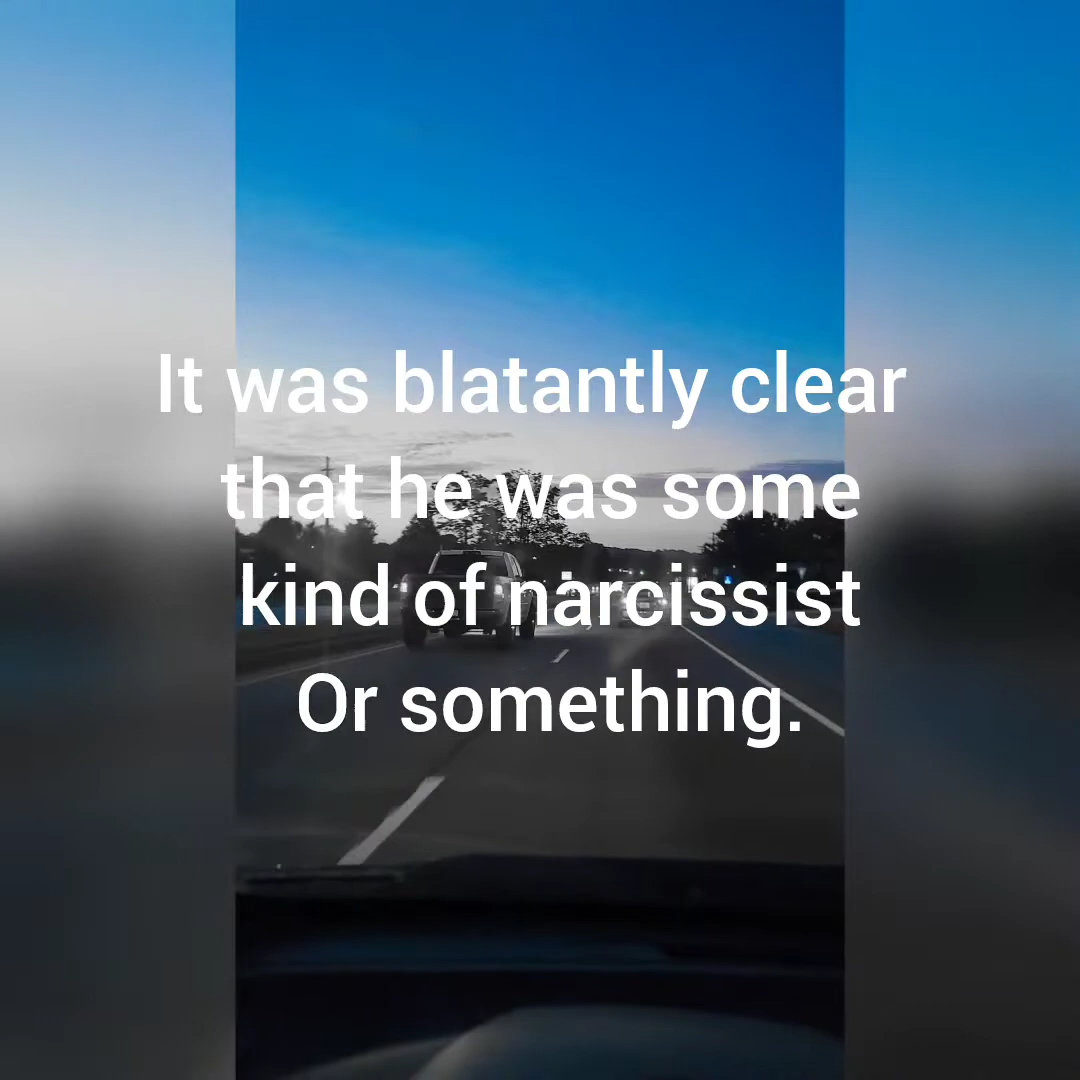 It was blatantly clear
that he was some
kind of narcissist
Or something.